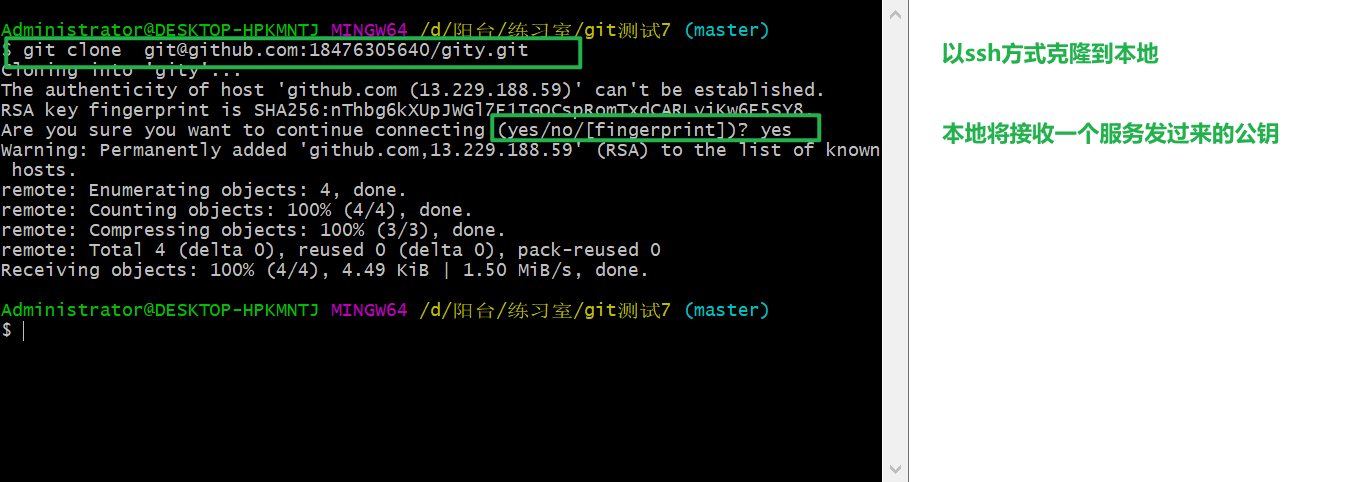 Administrator@DESKTOP-HPKMNTJ MINGW64 /d/阳台/练习室/git测试7 (master)
$ git clone  git@github.com:18476305640/gity.git
Cloning into 'gity'...
The authenticity of host 'github.com (13.229.188.59)' can't be established.
RSA key fingerprint is SHA256:nThbg6kXUpJWGl7E1IGOCspRomTxdCARLviKw6E5SY8.
Are you sure you want to continue connecting (yes/no/[fingerprint])? yes
Warning: Permanently added 'github.com,13.229.188.59' (RSA) to the list of known
 hosts.
remote: Enumerating objects: 4, done.
remote: Counting objects: 100% (4/4), done.
remote: Compressing objects: 100% (3/3), done.
remote: Total 4 (delta 0), reused 0 (delta 0), pack-reused 0
Receiving objects: 100% (4/4), 4.49 KiB | 1.50 MiB/s, done.
Administrator@DESKTOP-HPKMNTJ MINGW64 /d/阳台/练习室/git测试7 (master)
$
以ssh方式克隆到本地
本地将接收一个服务发过来的公钥